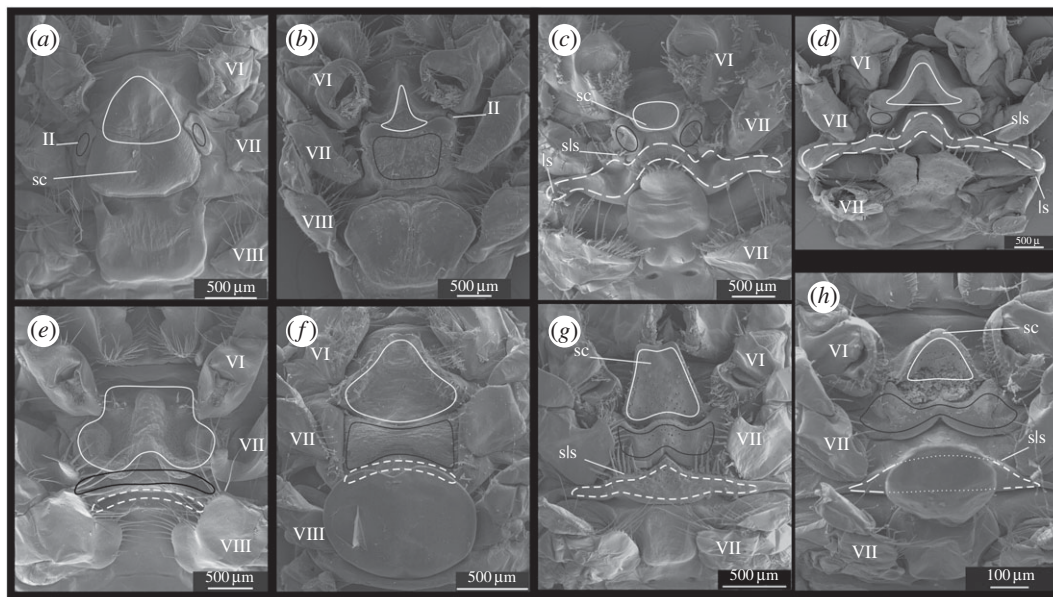 (a)
VI
II
VII
sc
VIII
500 µm
(b)
VI
II
VII
VIII
500 µm
(c)
VI
sc
VII
sls
ls
VII
500 µm
(d)
VI
VII
sls
VII
ls
500 µ
(e)
VI
VII
VIII
500 µm
(f)
VI
VII
VIII
500 µm
(g)
sc
VI
VII
sls
VII
500 µm
(h)
sc
VI
VII
sls
VII
100 µm